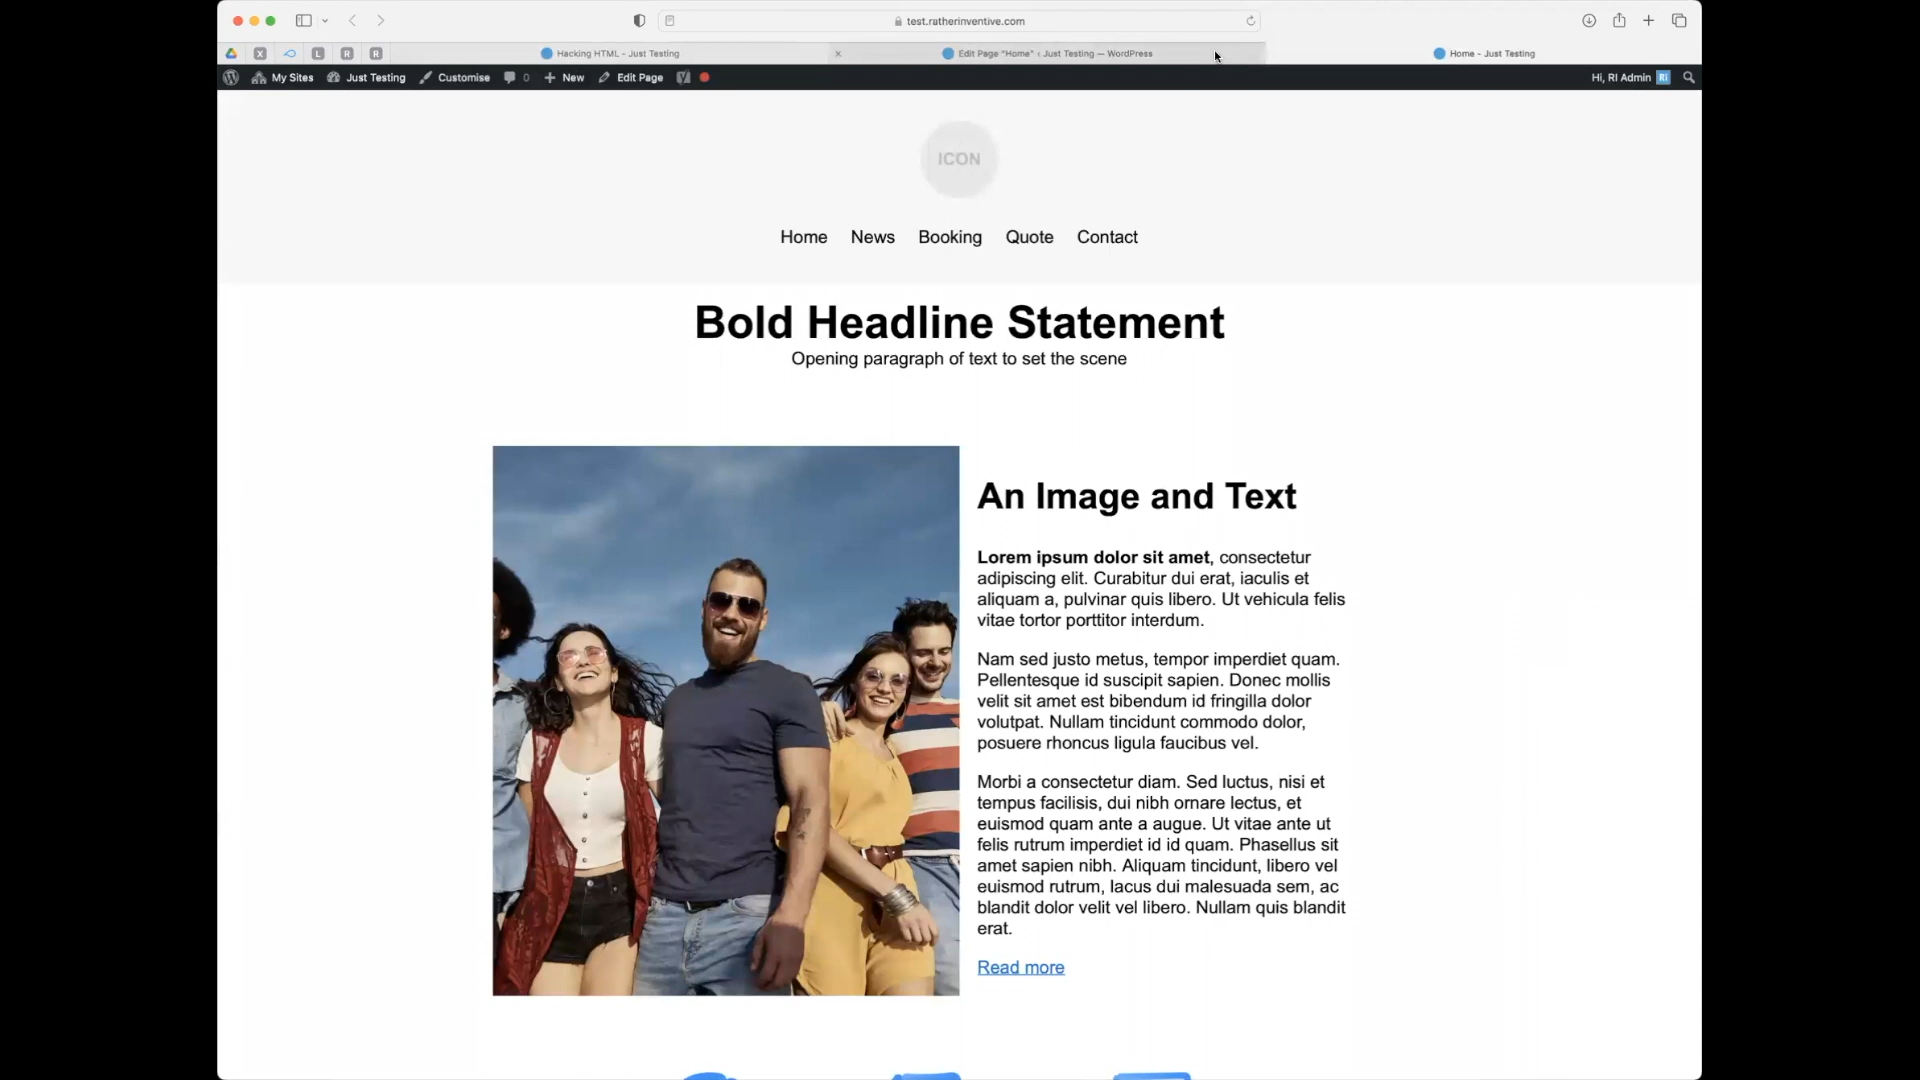 test.ratherinventive.com
X L R R Hacking HTML - Just Testing Edit Page "Home" ‹ Just Testing — WordPress Home - Just Testing
My Sites Just Testing Customise 0 New Edit Page Hi, RI Admin RI
ICON
Home News Booking Quote Contact
Bold Headline Statement
Opening paragraph of text to set the scene
An Image and Text
Lorem ipsum dolor sit amet, consectetur
adipiscing elit. Curabitur dui erat, iaculis et
aliquam a, pulvinar quis libero. Ut vehicula felis
vitae tortor porttitor interdum.
Nam sed justo metus, tempor imperdiet quam.
Pellentesque id suscipit sapien. Donec mollis
velit sit amet est bibendum id fringilla dolor
volutpat. Nullam tincidunt commodo dolor,
posuere rhoncus ligula faucibus vel.
Morbi a consectetur diam. Sed luctus, nisi et
tempus facilisis, dui nibh ornare lectus, et
euismod quam ante a augue. Ut vitae ante ut
felis rutrum imperdiet id id quam. Phasellus sit
amet sapien nibh. Aliquam tincidunt, libero vel
euismod rutrum, lacus dui malesuada sem, ac
blandit dolor velit vel libero. Nullam quis blandit
erat.
Read more